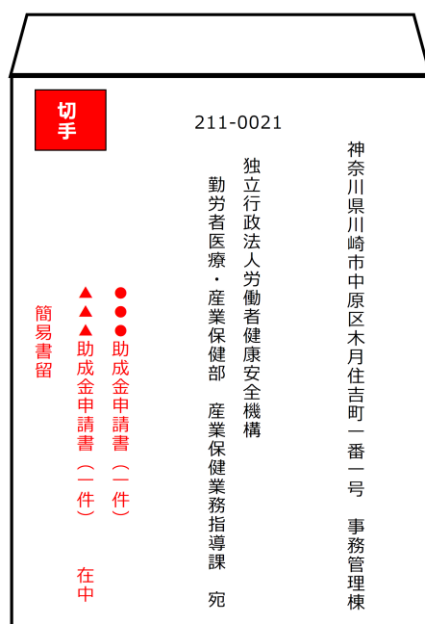 211-0021
神奈川県川崎市中原区木月住吉町一番一号　事務管理棟
独立行政法人労働者健康安全機構
勤労者医療・産業保健部　産業保健業務指導課　宛
切手
●●●助成金申請書（一件）
▲▲▲助成金申請書（一件）　在中
簡易書留